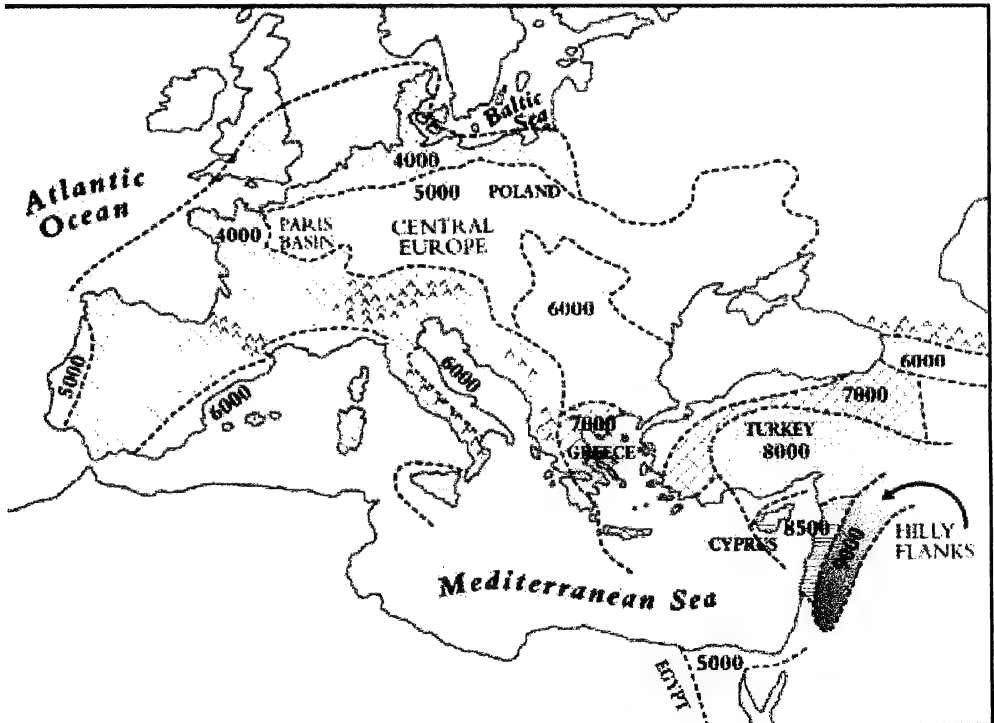 Baltic
Sea
4000
5000
POLAND
Atlantic
Ocean
4000
PARIS
BASIN
CENTRAL
EUROPE
6000
5000
6000
6000
6000
7000
7000
GREECE
TURKEY
8000
CYPRUS
8500
9000
HILLY
FLANKS
Mediterranean Sea
5000
EGYPT